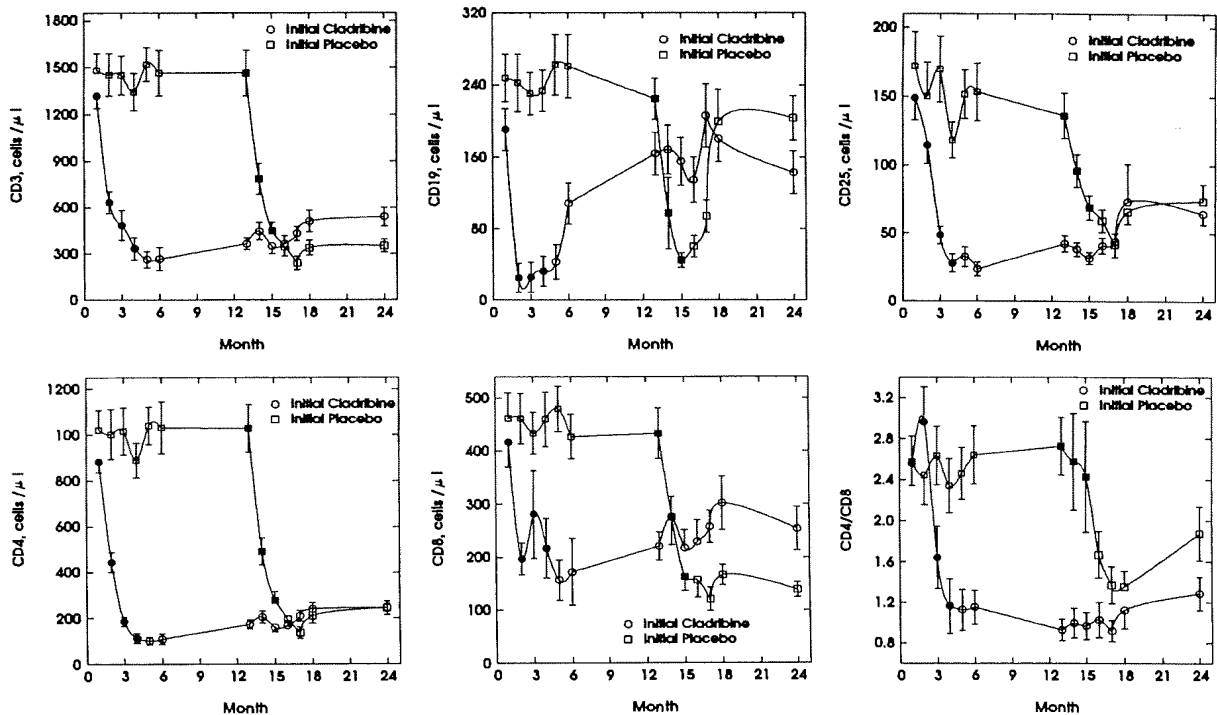 CD3, cells /μl
1800
1500
1200
900
600
300
0
Initial Cladribine
Initial Placebo
0 3 6 9 12 15 18 21 24
Month
CD19, cells /μl
320
240
160
80
0
Initial Cladribine
Initial Placebo
0 3 6 9 12 15 18 21 24
Month
CD25, cells /μl
200
150
100
50
0
Initial Cladribine
Initial Placebo
0 3 6 9 12 15 18 21 24
Month
CD4, cells /μl
1200
1000
800
600
400
200
0
Initial Cladribine
Initial Placebo
0 3 6 9 12 15 18 21 24
Month
CD8, cells /μl
500
400
300
200
100
0
Initial Cladribine
Initial Placebo
0 3 6 9 12 15 18 21 24
Month
CD4/CD8
3.2
2.8
2.4
2.0
1.6
1.2
0.8
Initial Cladribine
Initial Placebo
0 3 6 9 12 15 18 21 24
Month